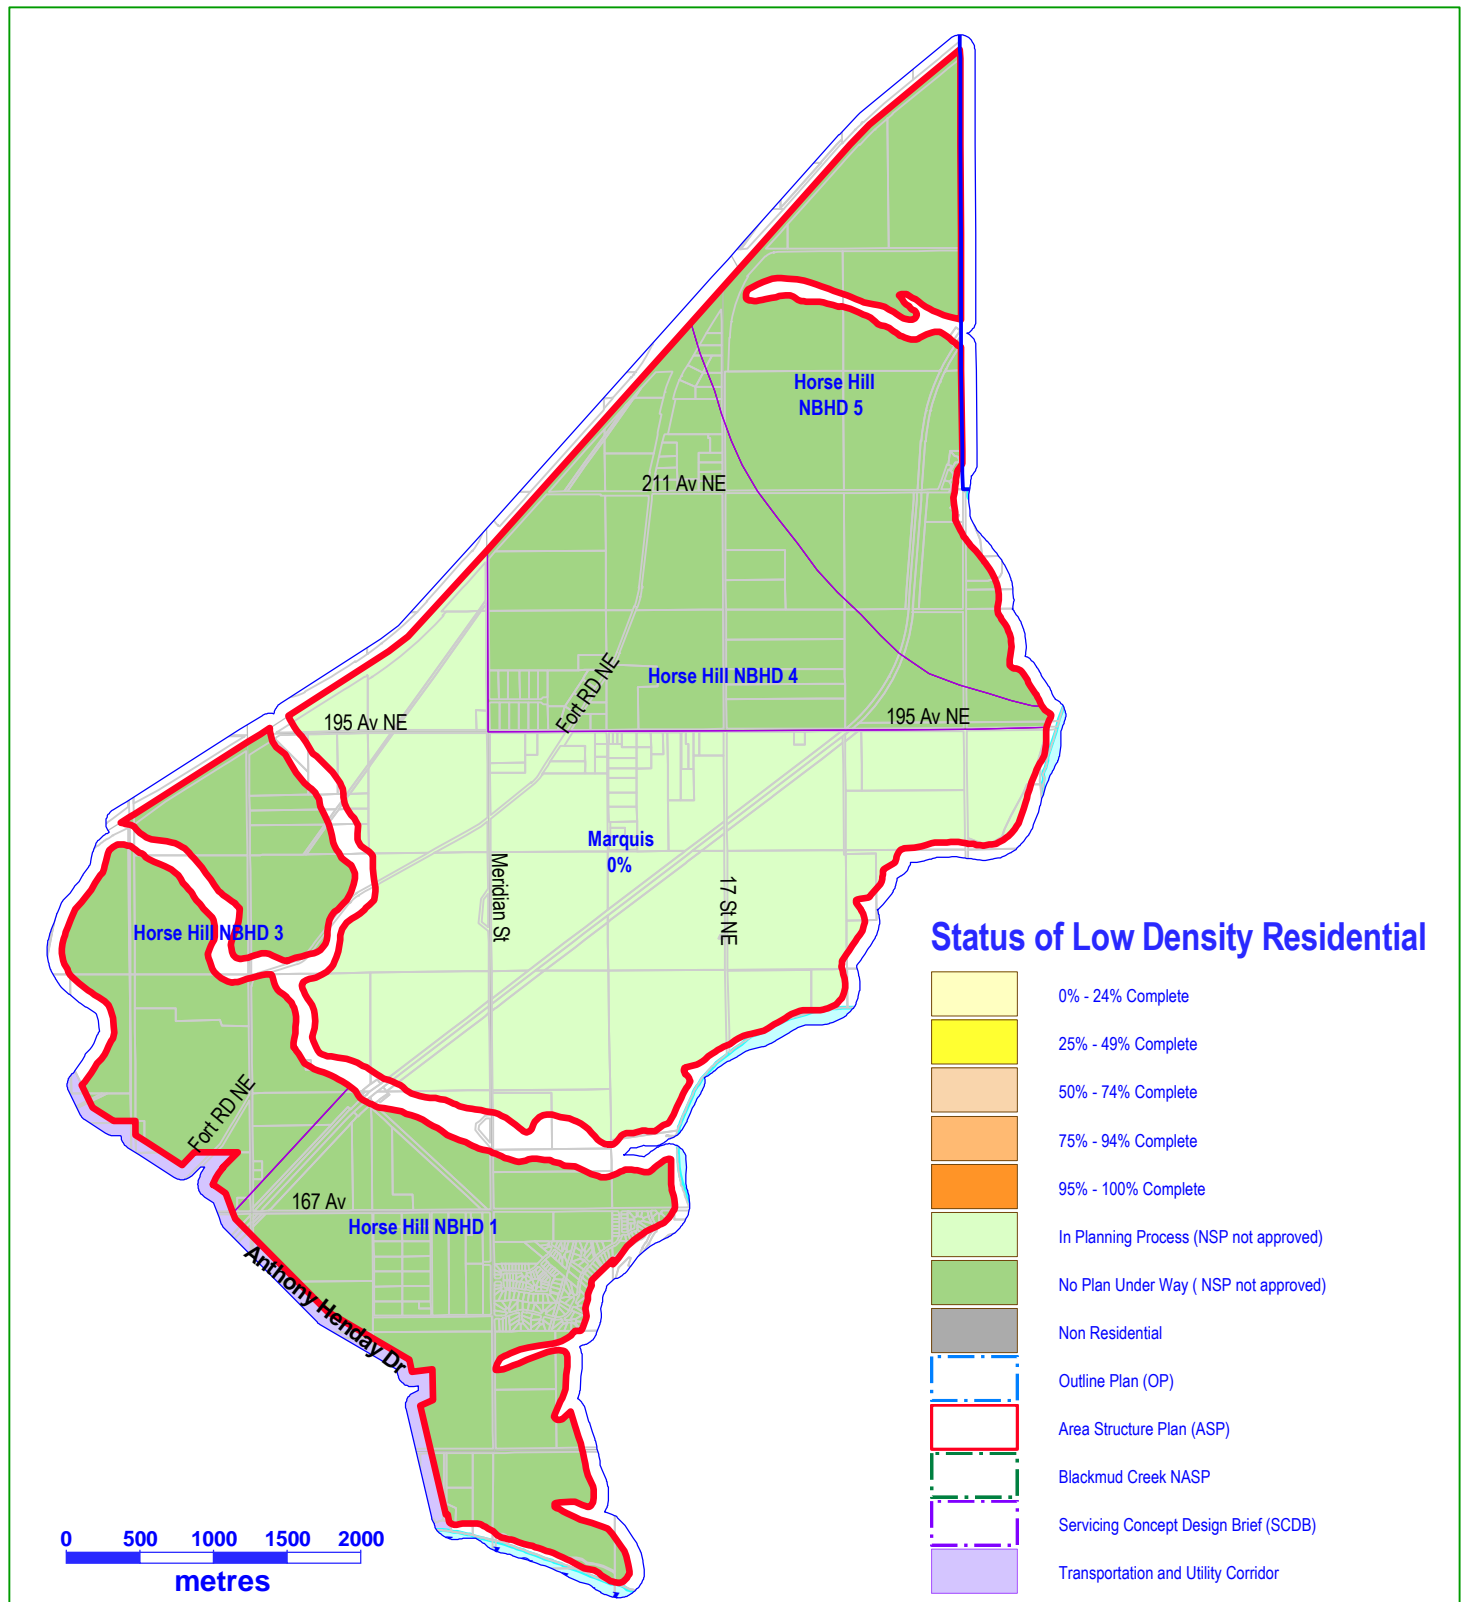 Horse Hill
NBHD 5
211 Av NE
Fort RD NE
Horse Hill NBHD 4
195 Av NE
195 Av NE
Marquis
0%
Meridian St
17 St NE
Horse Hill NBHD 3
Fort RD NE
167 Av
Horse Hill NBHD 1
Anthony Henday Dr
Status of Low Density Residential
0% - 24% Complete
25% - 49% Complete
50% - 74% Complete
75% - 94% Complete
95% - 100% Complete
In Planning Process (NSP not approved)
No Plan Under Way ( NSP not approved)
Non Residential
Outline Plan (OP)
Area Structure Plan (ASP)
Blackmud Creek NASP
Servicing Concept Design Brief (SCDB)
Transportation and Utility Corridor
0 500 1000 1500 2000
metres